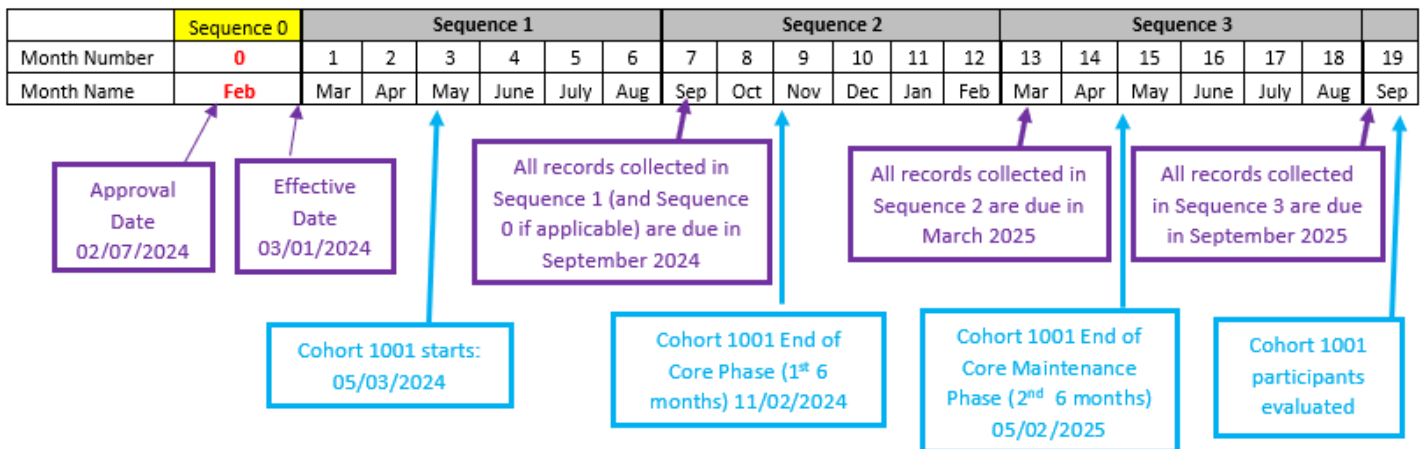 Sequence 0 Sequence 1 Sequence 2 Sequence 3
Month Number 0 1 2 3 4 5 6 7 8 9 10 11 12 13 14 15 16 17 18 19
Month Name Feb Mar Apr May June July Aug Sep Oct Nov Dec Jan Feb Mar Apr May June July Aug Sep
Approval
Date
02/07/2024
Effective
Date
03/01/2024
All records collected in
Sequence 1 (and Sequence
0 if applicable) are due in
September 2024
All records collected in
Sequence 2 are due in
March 2025
All records collected
in Sequence 3 are due
in September 2025
Cohort 1001 starts:
05/03/2024
Cohort 1001 End of
Core Phase (1st 6
months) 11/02/2024
Cohort 1001 End of
Core Maintenance
Phase (2nd 6 months)
05/02/2025
Cohort 1001
participants
evaluated